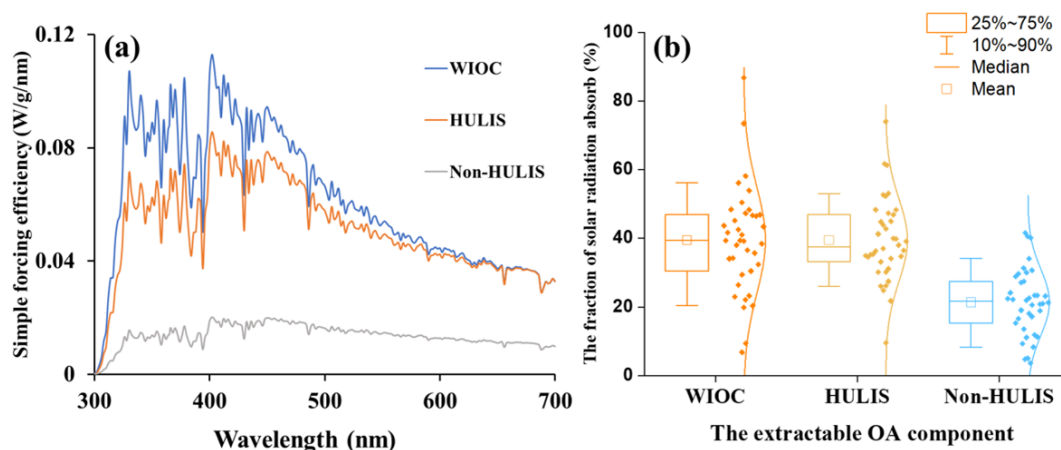 (a)
Simple forcing efficiency (W/g/nm)
0.12
0.08
0.04
0
WIOC
HULIS
Non-HULIS
300
400
500
600
700
Wavelength (nm)
(b)
The fraction of solar radiation absorb (%)
100
80
60
40
20
0
25%~75%
10%~90%
Median
Mean
WIOC
HULIS
Non-HULIS
The extractable OA component